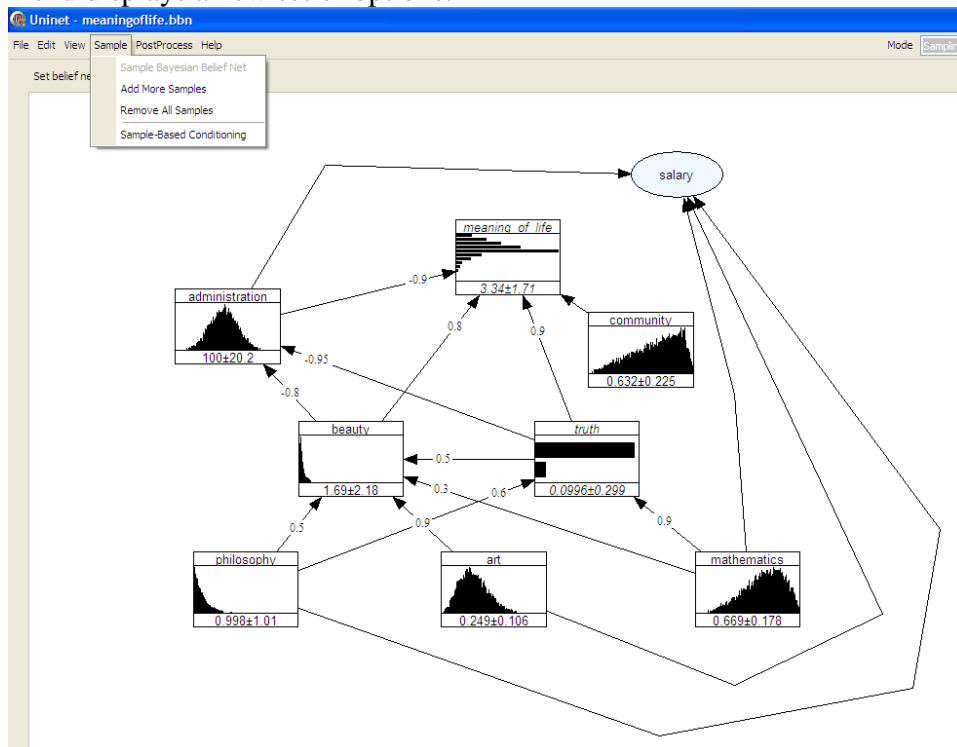 Uninet - meaningoflife.bbn
File Edit View Sample PostProcess Help Mode
Set belief
Sample Bayesian Belief Net
Add More Samples
Remove All Samples
Sample-Based Conditioning
salary
meaning_of_life
3.34±1.71
-0.9
administration
100±20.2
community
0.632±0.225
0.8
0.9
-0.95
-0.8
beauty
1.69±2.18
truth
0.0996±0.299
0.5
0.3
0.6
0.5
0.9
0.9
philosophy
0.998±1.01
art
0.249±0.106
mathematics
0.669±0.178